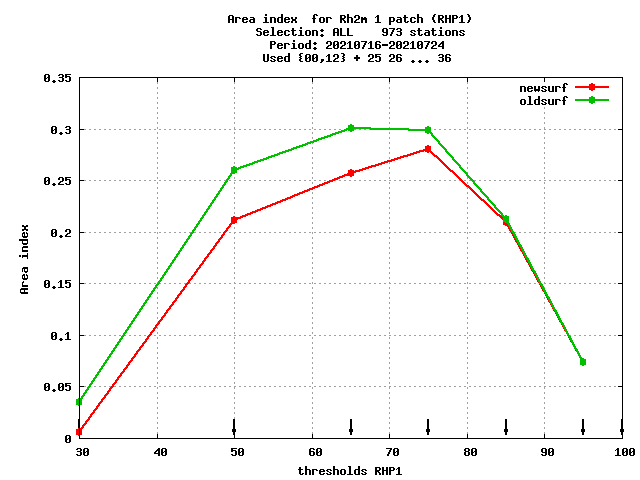 Area index  for Rh2m 1 patch (RHP1)
Selection: ALL    973 stations
Period: 20210716-20210724
Used {00,12} + 25 26 ... 36
newsurf
oldsurf
0.35
0.3
0.25
0.2
0.15
0.1
0.05
0
Area index
30 40 50 60 70 80 90 100
thresholds RHP1